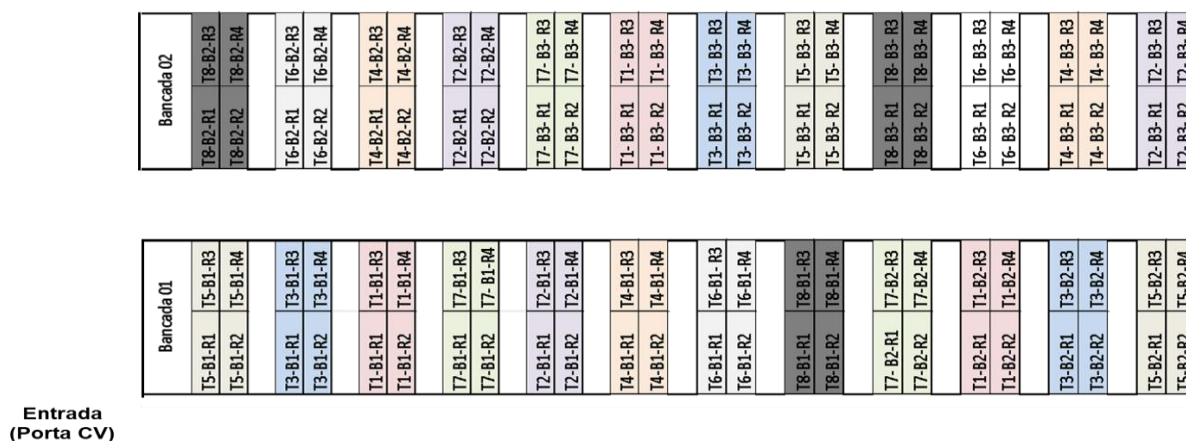 Bancada 02
T8-B2-R3 T8-B2-R4 T6-B2-R3 T6-B2-R4 T4-B2-R3 T4-B2-R4 T2-B2-R3 T2-B2-R4 T7- B3- R3 T7- B3- R4 T1- B3- R3 T1- B3- R4 T3- B3- R3 T3- B3- R4 T5- B3- R3 T5- B3- R4 T8- B3- R3 T8- B3- R4 T6- B3- R3 T6- B3- R4 T4- B3- R3 T4- B3- R4 T2- B3- R3 T2- B3- R4
T8-B2-R1 T8-B2-R2 T6-B2-R1 T6-B2-R2 T4-B2-R1 T4-B2-R2 T2-B2-R1 T2-B2-R2 T7- B3- R1 T7- B3- R2 T1- B3- R1 T1- B3- R2 T3- B3- R1 T3- B3- R2 T5- B3- R1 T5- B3- R2 T8- B3- R1 T8- B3- R2 T6- B3- R1 T6- B3- R2 T4- B3- R1 T4- B3- R2 T2- B3- R1 T2- B3- R2
Bancada 01
T5-B1-R3 T5-B1-R4 T3-B1-R3 T3-B1-R4 T1-B1-R3 T1-B1-R4 T7-B1-R3 T7- B1-R4 T2-B1-R3 T2-B1-R4 T4-B1-R3 T4-B1-R4 T6-B1- R3 T6-B1-R4 T8-B1-R3 T8-B1-R4 T7-B2-R3 T7-B2-R4 T1-B2-R3 T1-B2-R4 T3-B2-R3 T3-B2-R4 T5-B2-R3 T5-B2-R4
T5-B1-R1 T5-B1-R2 T3-B1-R1 T3-B1-R2 T1-B1-R1 T1-B1-R2 T7-B1-R1 T7-B1-R2 T2-B1-R1 T2-B1-R2 T4-B1-R1 T4-B1-R2 T6-B1-R1 T6-B1-R2 T8-B1-R1 T8-B1-R2 T7- B2-R1 T7-B2-R2 T1-B2-R1 T1-B2-R2 T3-B2-R1 T3-B2-R2 T5-B2-R1 T5-B2-R2
Entrada
(Porta CV)